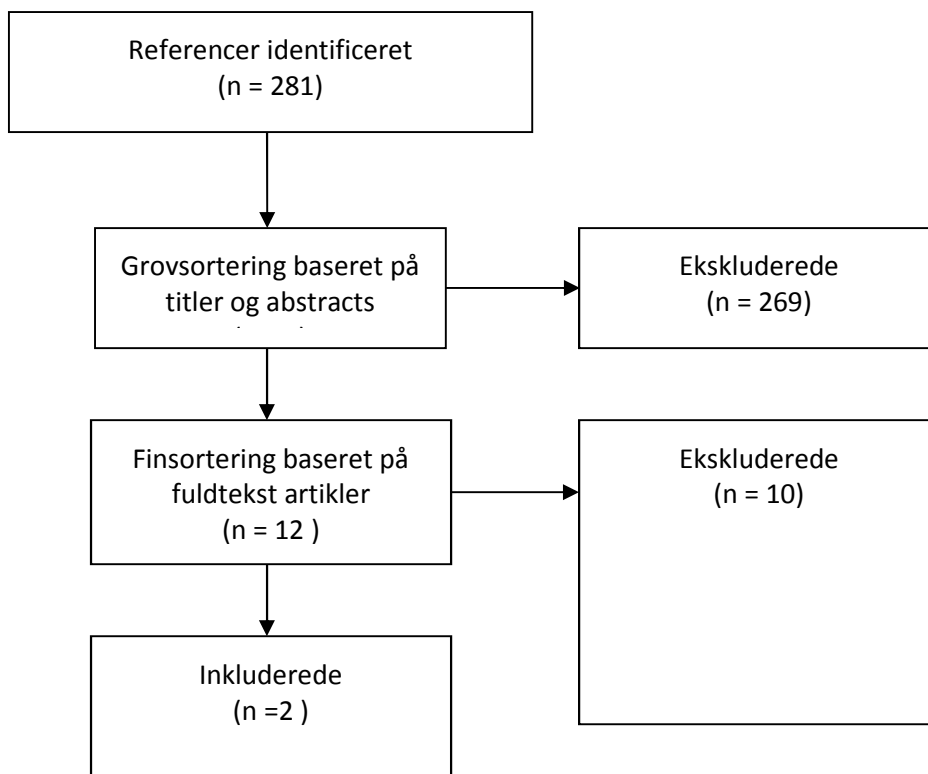 Referencer identificeret
(n = 281)
Grovsortering baseret på
titler og abstracts
Ekskluderede
(n = 269)
Finsortering baseret på
fuldtekst artikler
(n = 12 )
Ekskluderede
(n = 10)
Inkluderede
(n =2 )